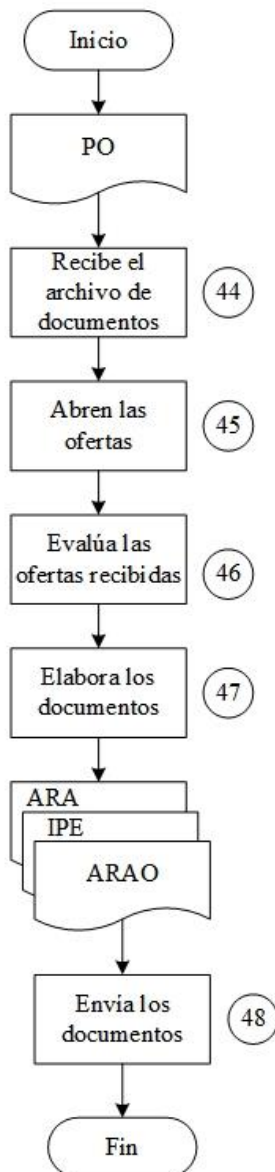 Inicio
PO
Recibe el
archivo de
documentos
44
Abren las
ofertas
45
Evalúa las
ofertas recibidas
46
Elabora los
documentos
47
ARA
IPE
ARAO
Envía los
documentos
48
Fin